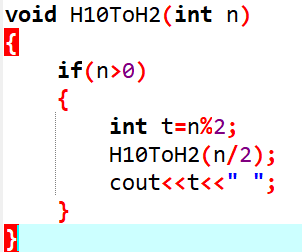 void H10ToH2(int n)
{
    if(n>0)
    {
        int t=n%2;
        H10ToH2(n/2);
        cout<<t<<" ";
    }
}